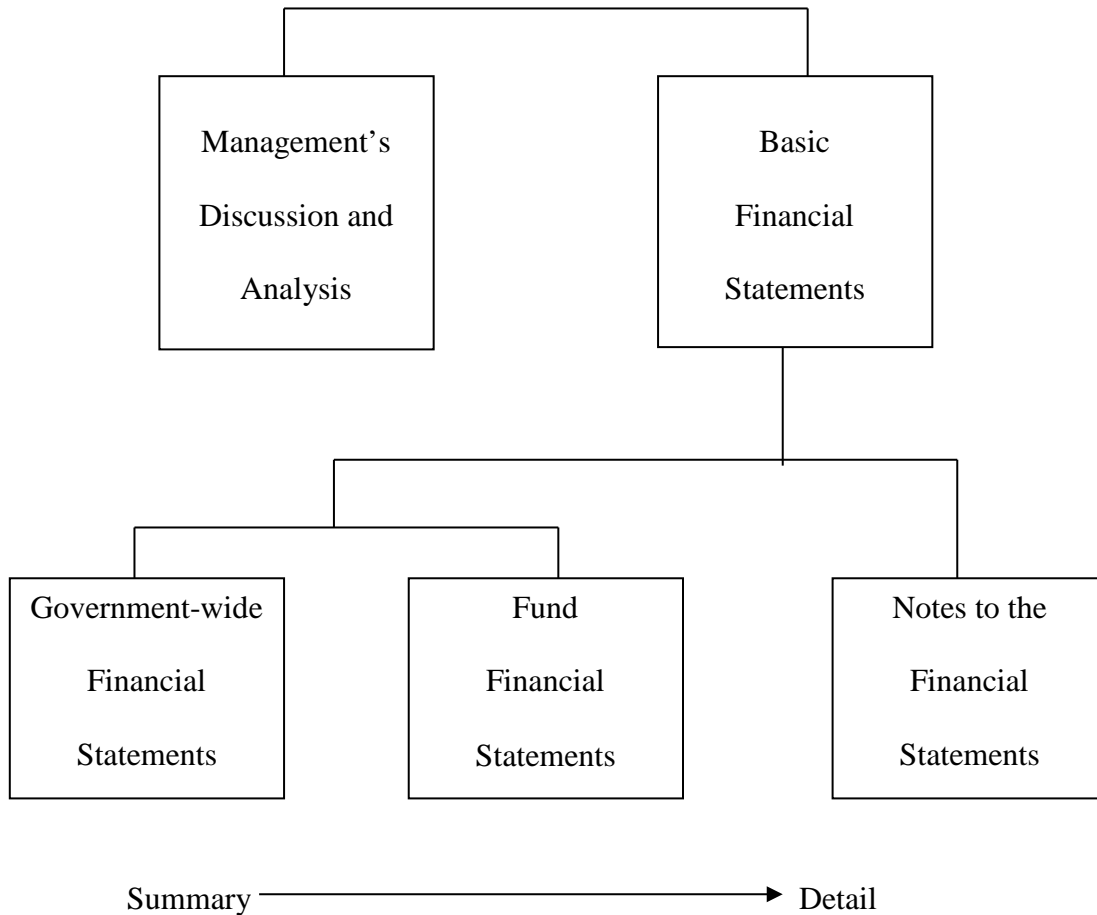 Management’s
Discussion and
Analysis
Basic
Financial
Statements
Government-wide
Financial
Statements
Fund
Financial
Statements
Notes to the
Financial
Statements
Summary
Detail